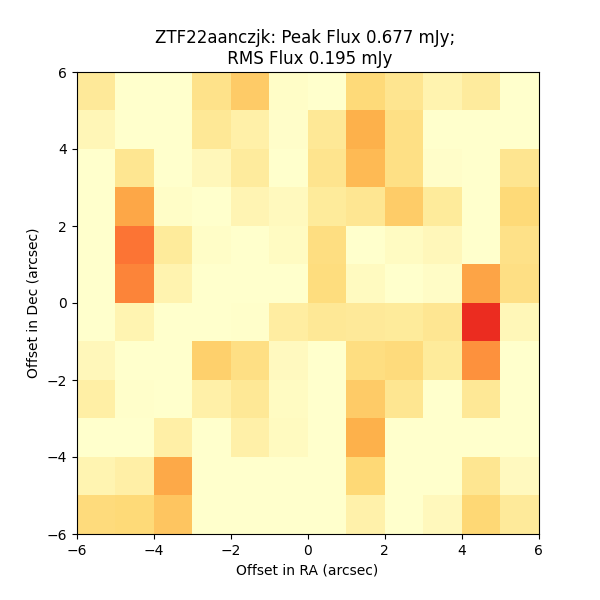 ZTF22aanczjk: Peak Flux 0.677 mJy;
RMS Flux 0.195 mJy
6
4
2
0
−2
−4
−6
Offset in Dec (arcsec)
−6 −4 −2 0 2 4 6
Offset in RA (arcsec)